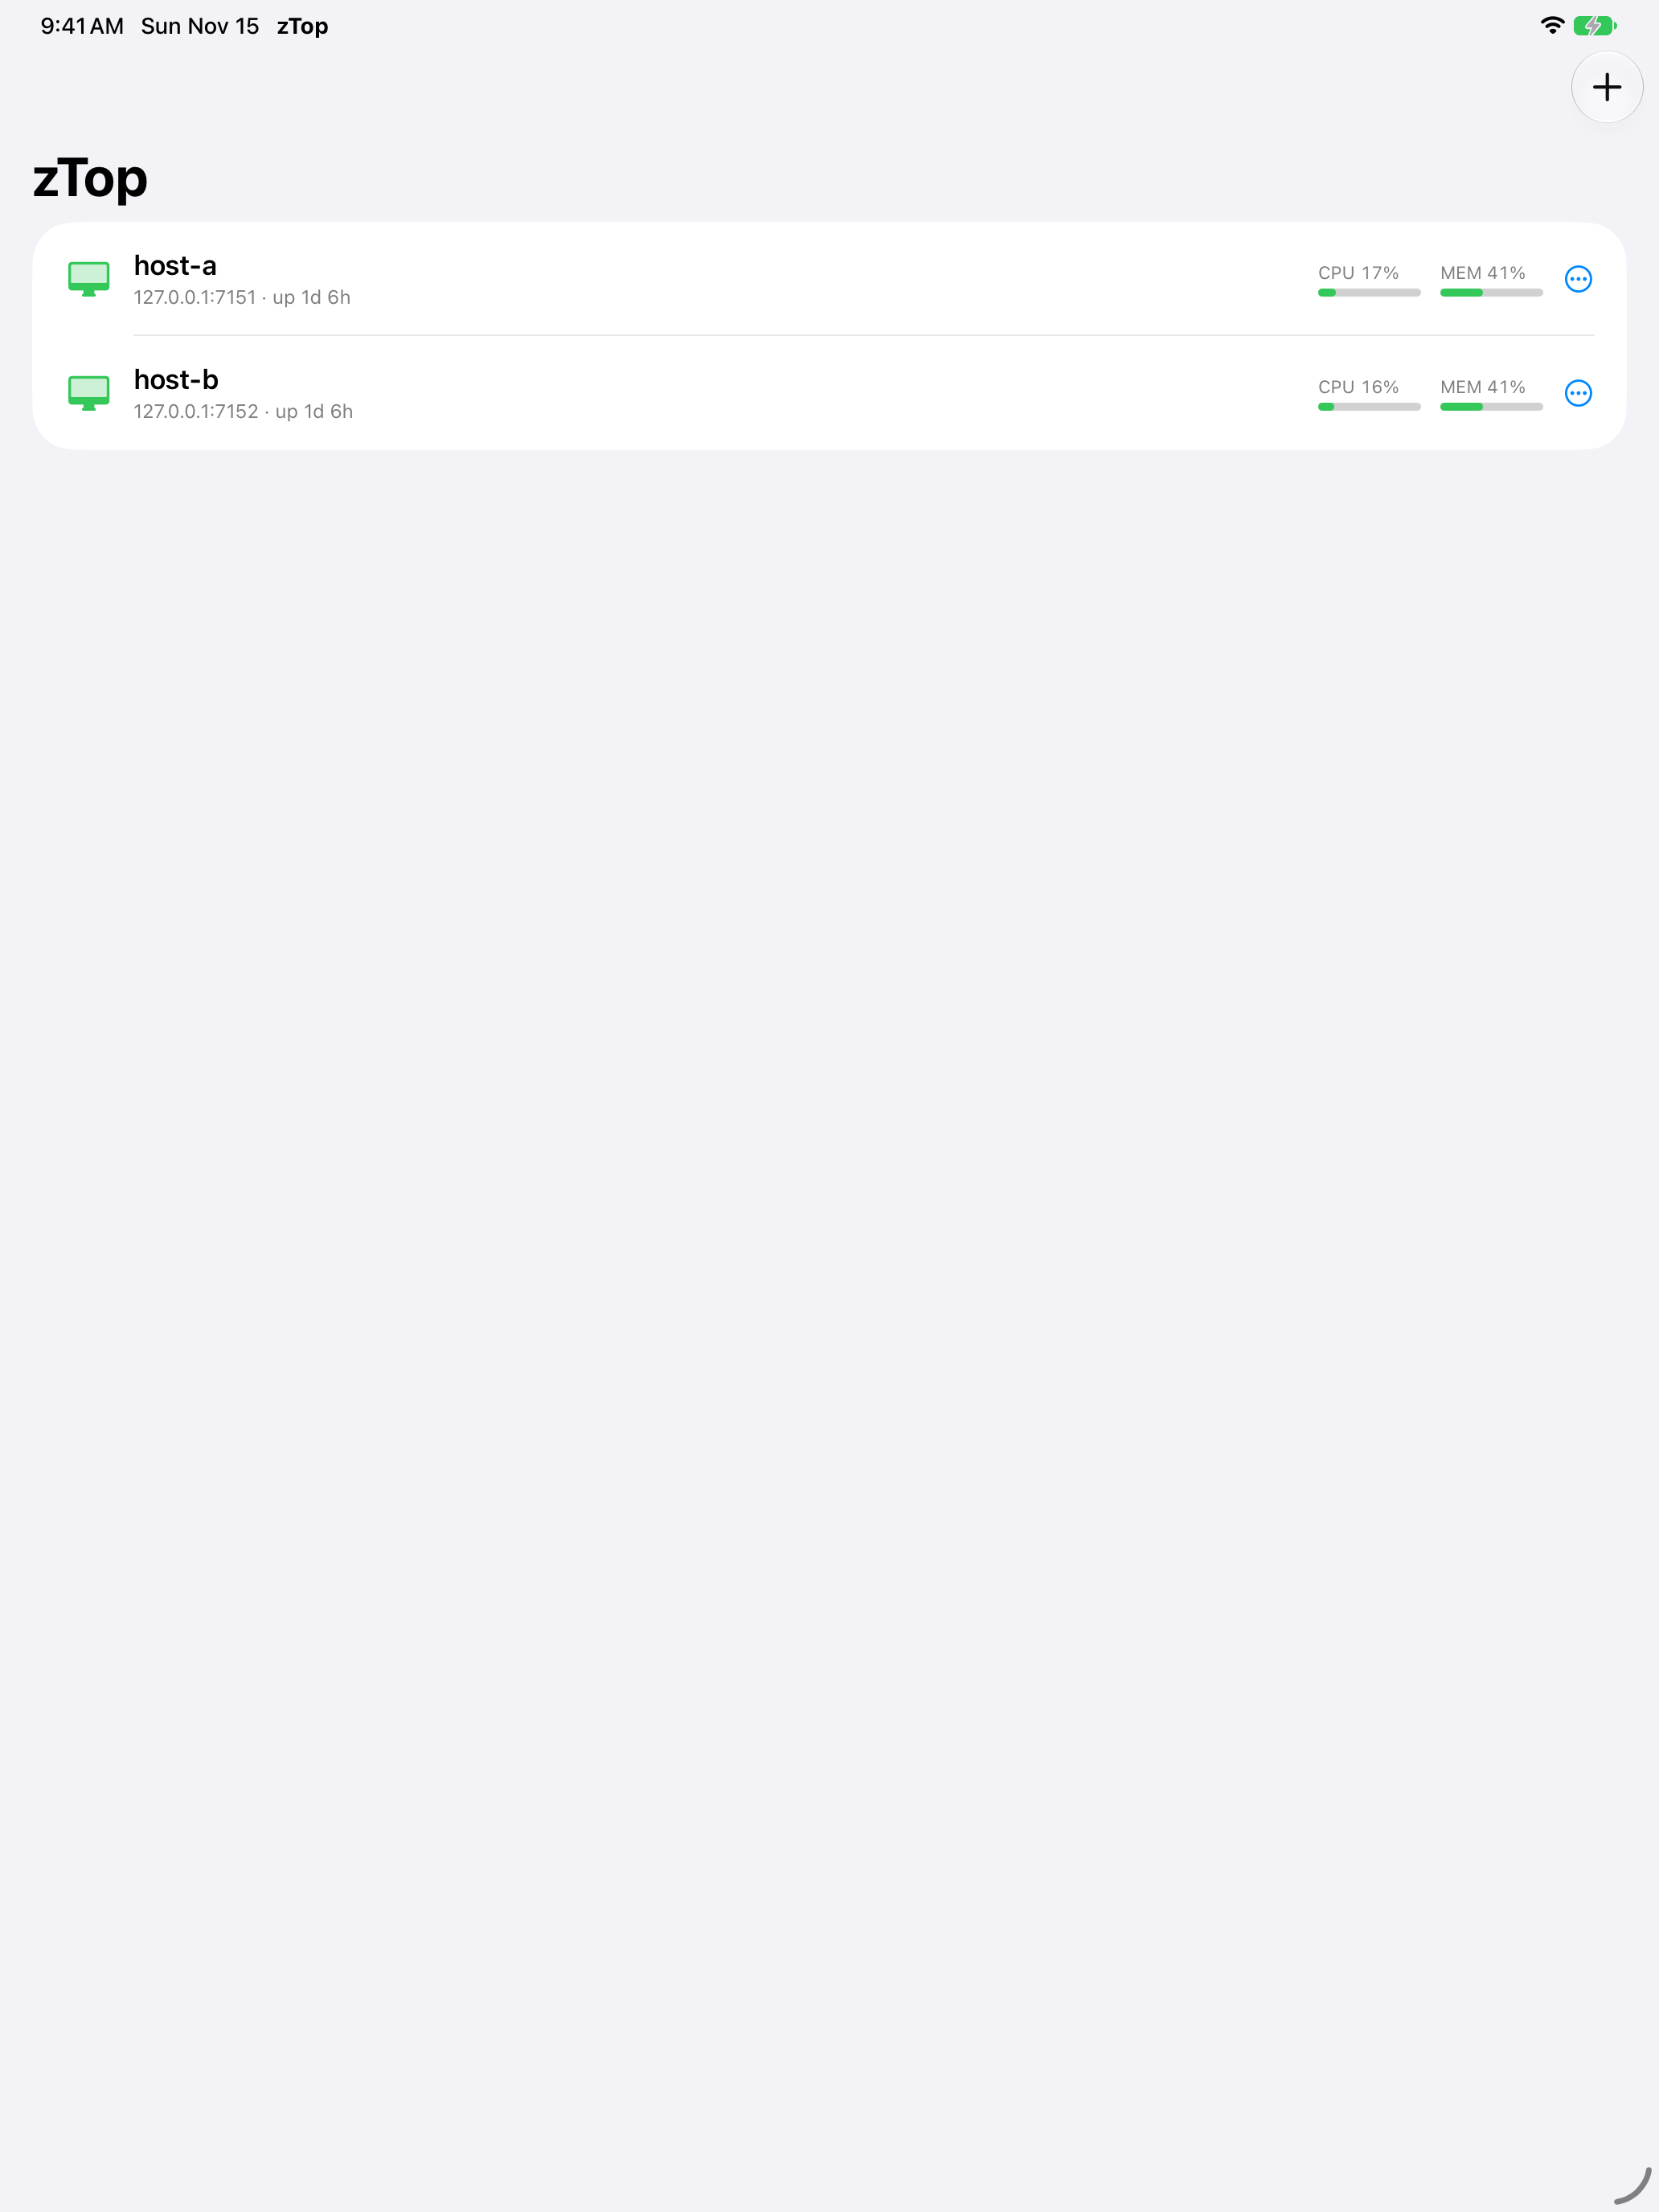 9:41 AM Sun Nov 15 zTop
zTop
host-a
127.0.0.1:7151 · up 1d 6h
CPU 17% MEM 41%
host-b
127.0.0.1:7152 · up 1d 6h
CPU 16% MEM 41%